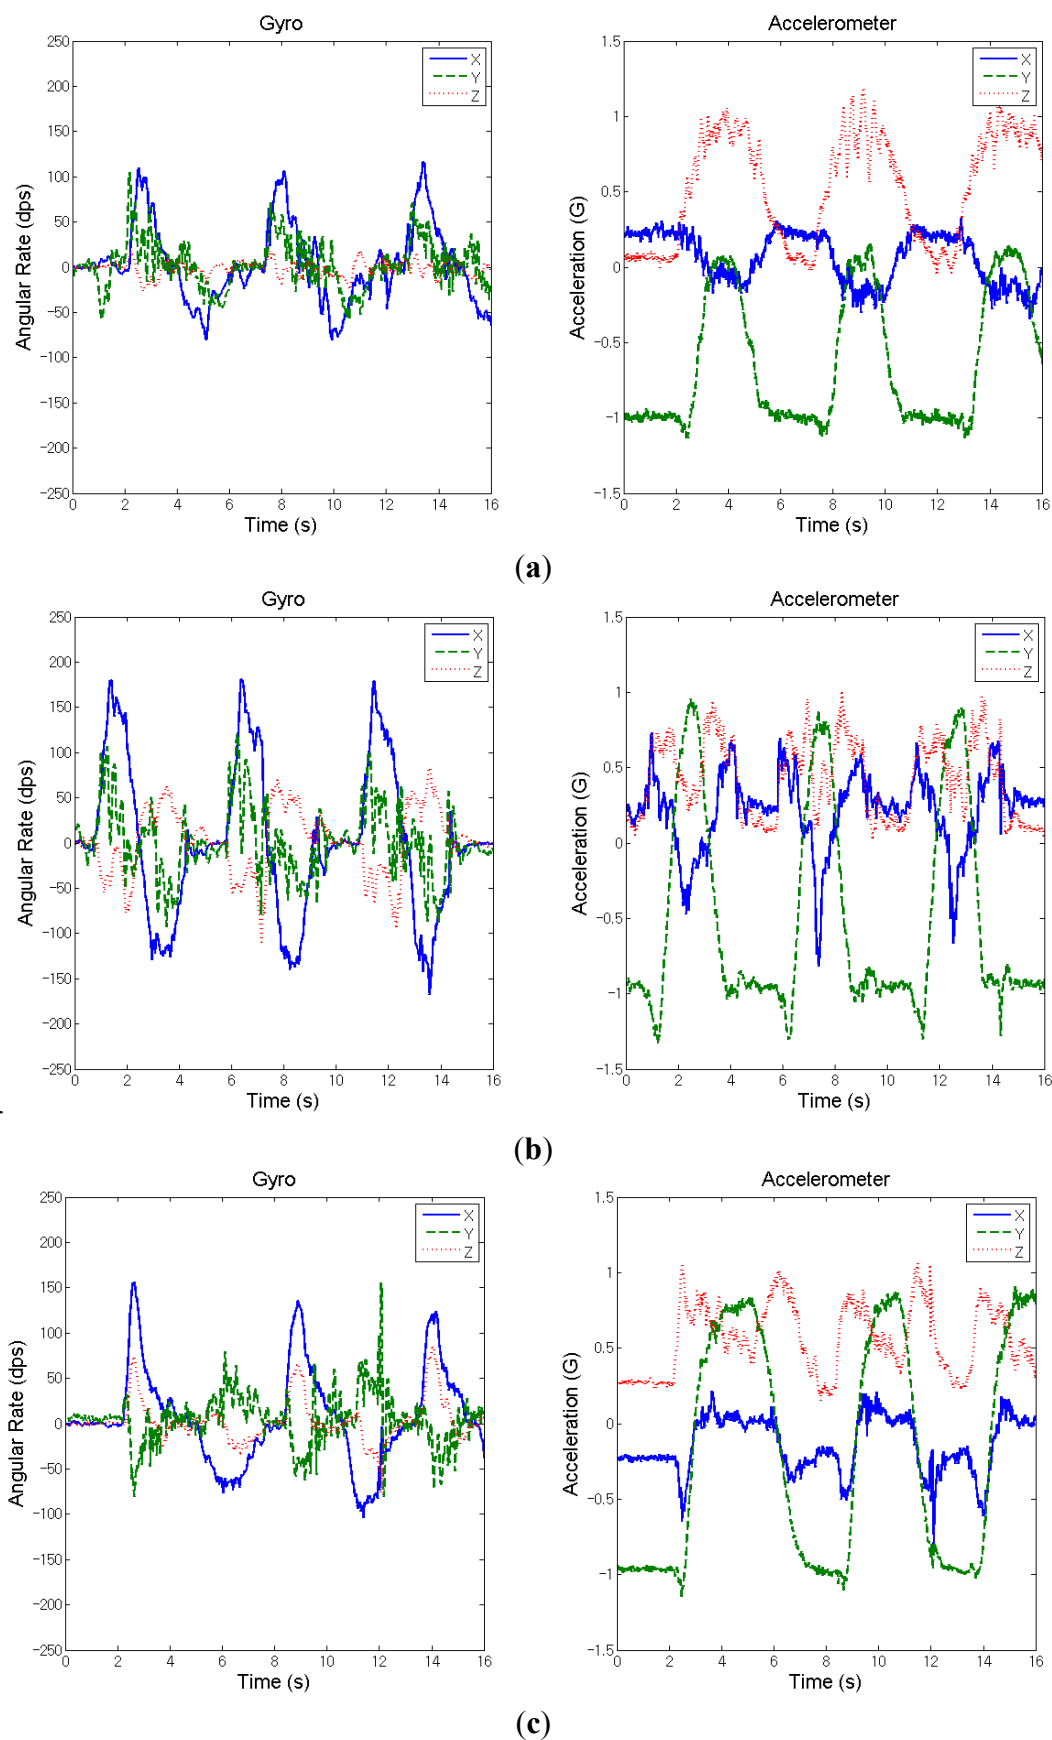 Gyro
250
200
150
100
50
0
−50
−100
−150
−200
−250
0 2 4 6 8 10 12 14 16
Angular Rate (dps)
Time (s)
X
Y
Z
Accelerometer
1.5
1
0.5
0
−0.5
−1
−1.5
0 2 4 6 8 10 12 14 16
Acceleration (G)
Time (s)
X
Y
Z
(a)
Gyro
250
200
150
100
50
0
−50
−100
−150
−200
−250
0 2 4 6 8 10 12 14 16
Angular Rate (dps)
Time (s)
X
Y
Z
Accelerometer
1.5
1
0.5
0
−0.5
−1
−1.5
0 2 4 6 8 10 12 14 16
Acceleration (G)
Time (s)
X
Y
Z
(b)
Gyro
250
200
150
100
50
0
−50
−100
−150
−200
−250
0 2 4 6 8 10 12 14 16
Angular Rate (dps)
Time (s)
X
Y
Z
Accelerometer
1.5
1
0.5
0
−0.5
−1
−1.5
0 2 4 6 8 10 12 14 16
Acceleration (G)
Time (s)
X
Y
Z
(c)